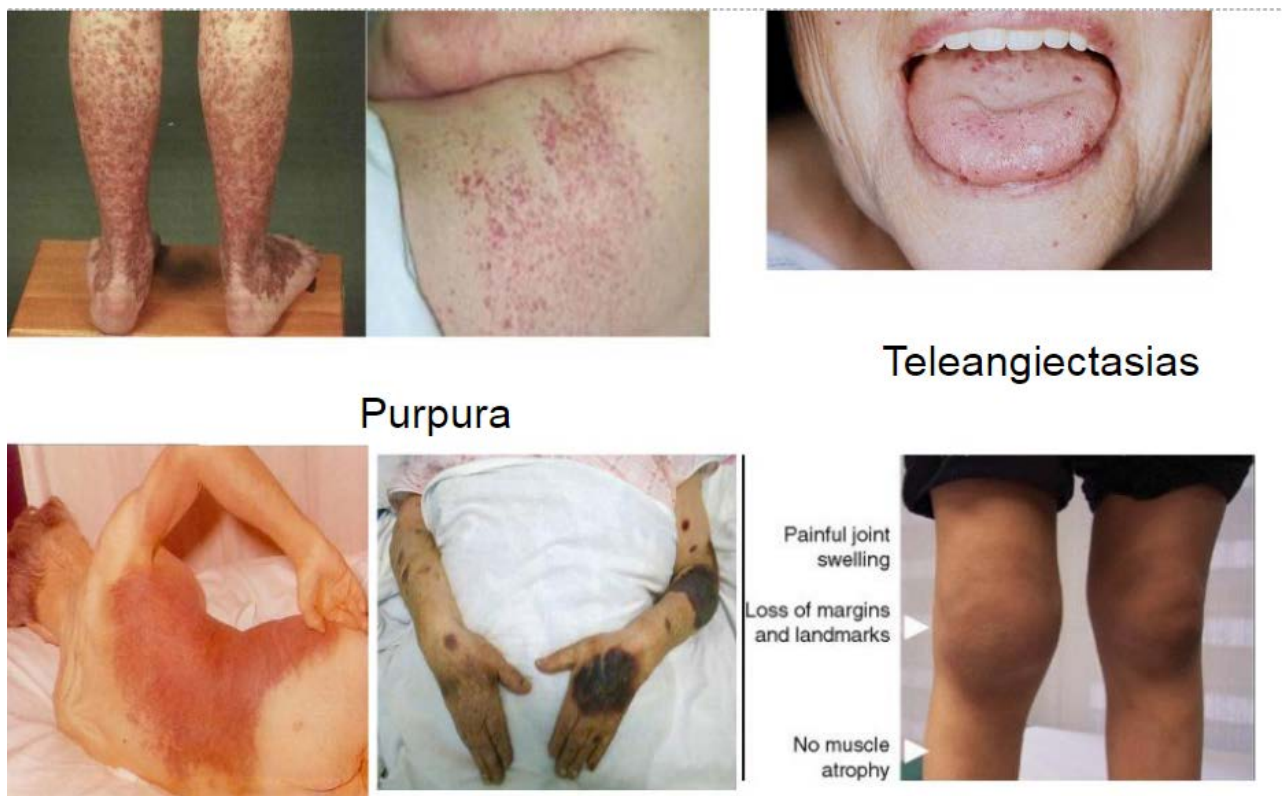 Teleangiectasias
Purpura
Painful joint
swelling
Loss of margins
and landmarks
No muscle
atrophy